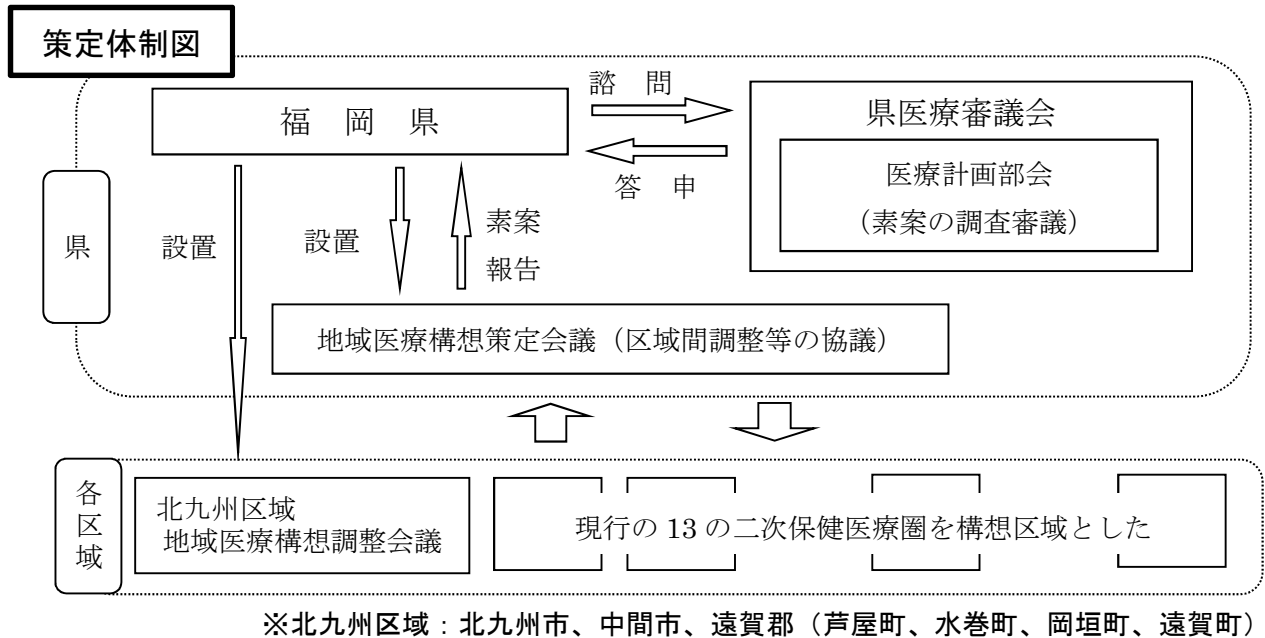 策定体制図
福 岡 県
諮 問
答 申
県医療審議会
医療計画部会
（素案の調査審議）
県
設置
設置
素案
報告
地域医療構想策定会議（区域間調整等の協議）
各区域
北九州区域
地域医療構想調整会議
現行の 13 の二次保健医療圏を構想区域とした
※北九州区域：北九州市、中間市、遠賀郡（芦屋町、水巻町、岡垣町、遠賀町）